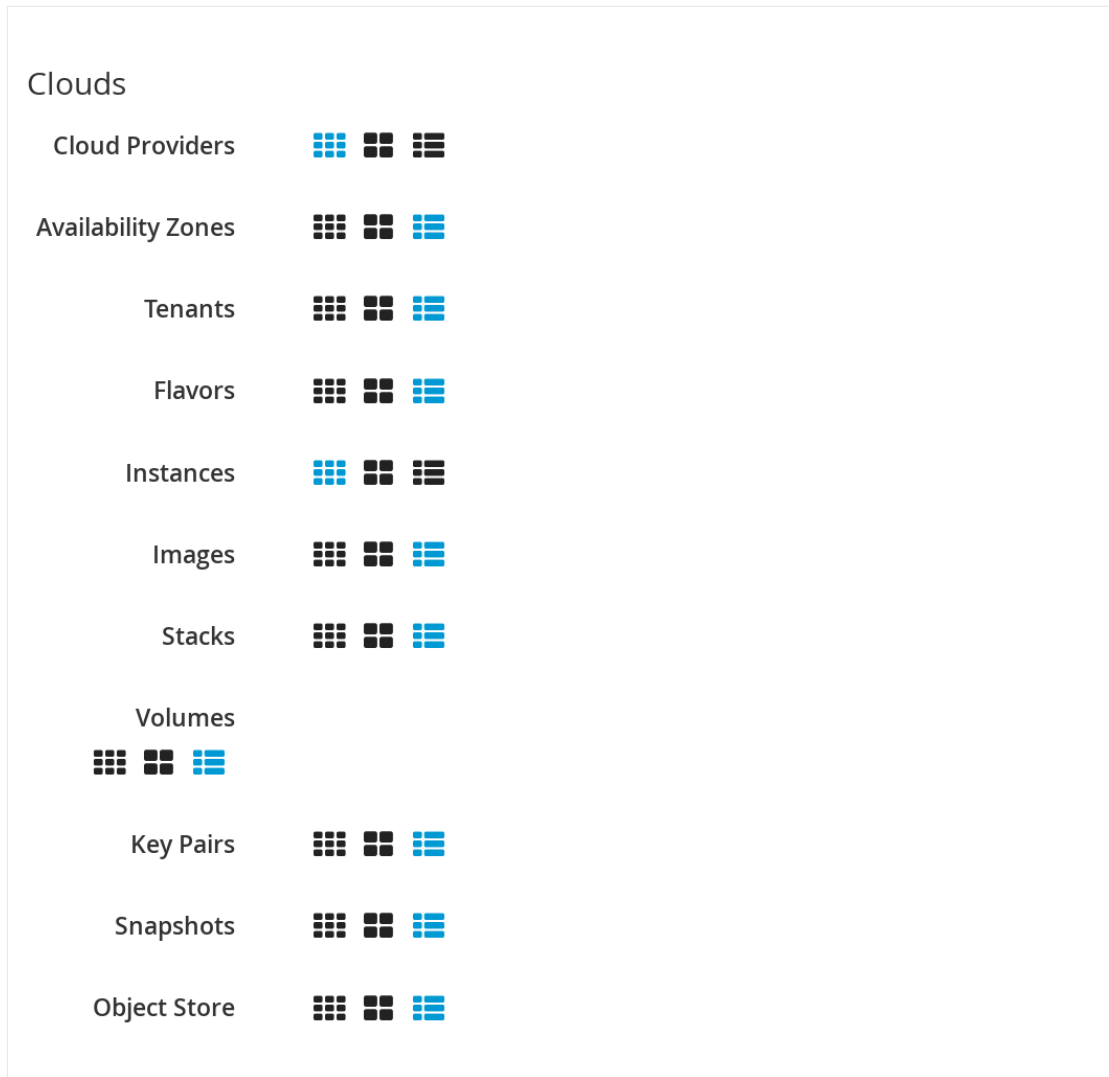 Clouds
Cloud Providers
Availability Zones
Tenants
Flavors
Instances
Images
Stacks
Volumes
Key Pairs
Snapshots
Object Store